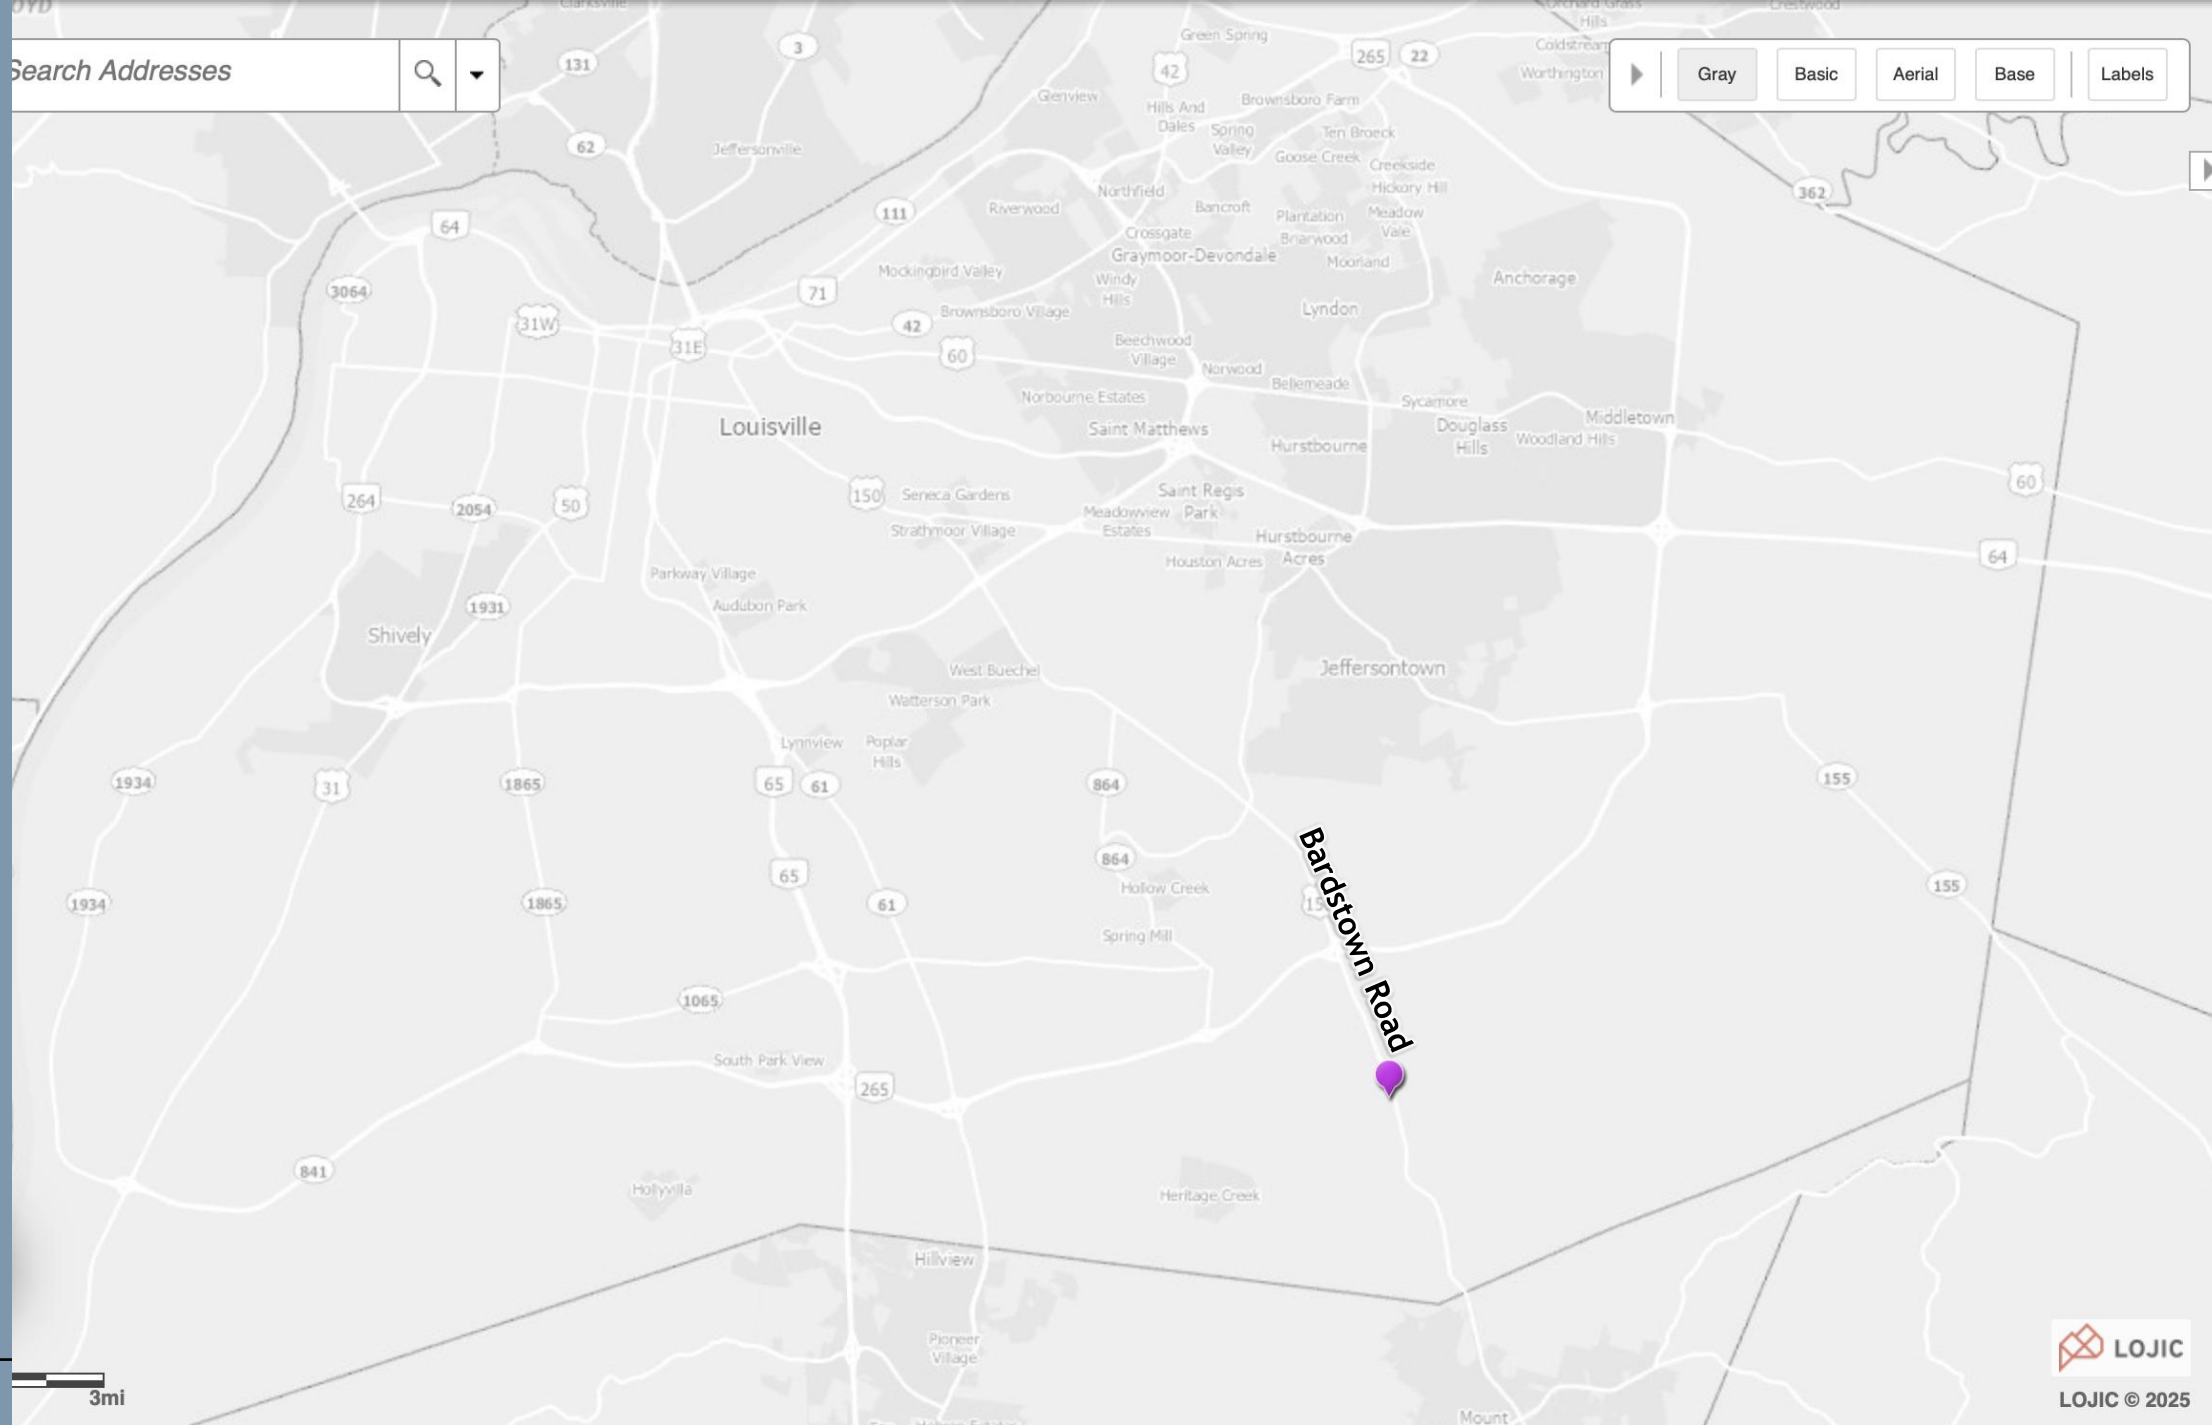 Clarksville
Crestwood
Hills
Green Spring
Search Addresses
131
3
42
265
22
Coldstream
Worthington
Gray
Basic
Aerial
Base
Labels
Glenview
Hills And
Dales
Brownsboro Farm
62
Jeffersonville
Spring
Valley
Ten Broeck
Goose Creek
Creekside
Hickory Hill
362
Northfield
111
Riverwood
Bancroft
Plantation
Meadow
Vale
64
Crossgate
Briarwood
Graymoor-Devondale
Moorland
Mockingbird Valley
Windy
Hills
Anchorage
3064
71
31W
42
Brownsboro Village
Lyndon
31E
60
Beechwood
Village
Norwood
Bellemeade
Norbourne Estates
Sycamore
Louisville
Saint Matthews
Douglass
Hills
Middletown
Woodland Hills
Hurstbourne
60
264
2054
50
150
Seneca Gardens
Saint Regis
Park
Strathmoor Village
Meadowview
Estates
Hurstbourne
Acres
Houston Acres
64
Parkway Village
1931
Audubon Park
Shively
West Buechel
Jeffersontown
Watterson Park
Lynnview
Poplar
Hills
1934
31
1865
65
61
864
155
864
65
Hollow Creek
155
1934
1865
61
Bardstown Road
Spring Mill
1065
South Park View
265
841
Hollyvilla
Heritage Creek
Hillview
Pioneer
Village
LOJIC
3mi
LOJIC © 2025
Mount